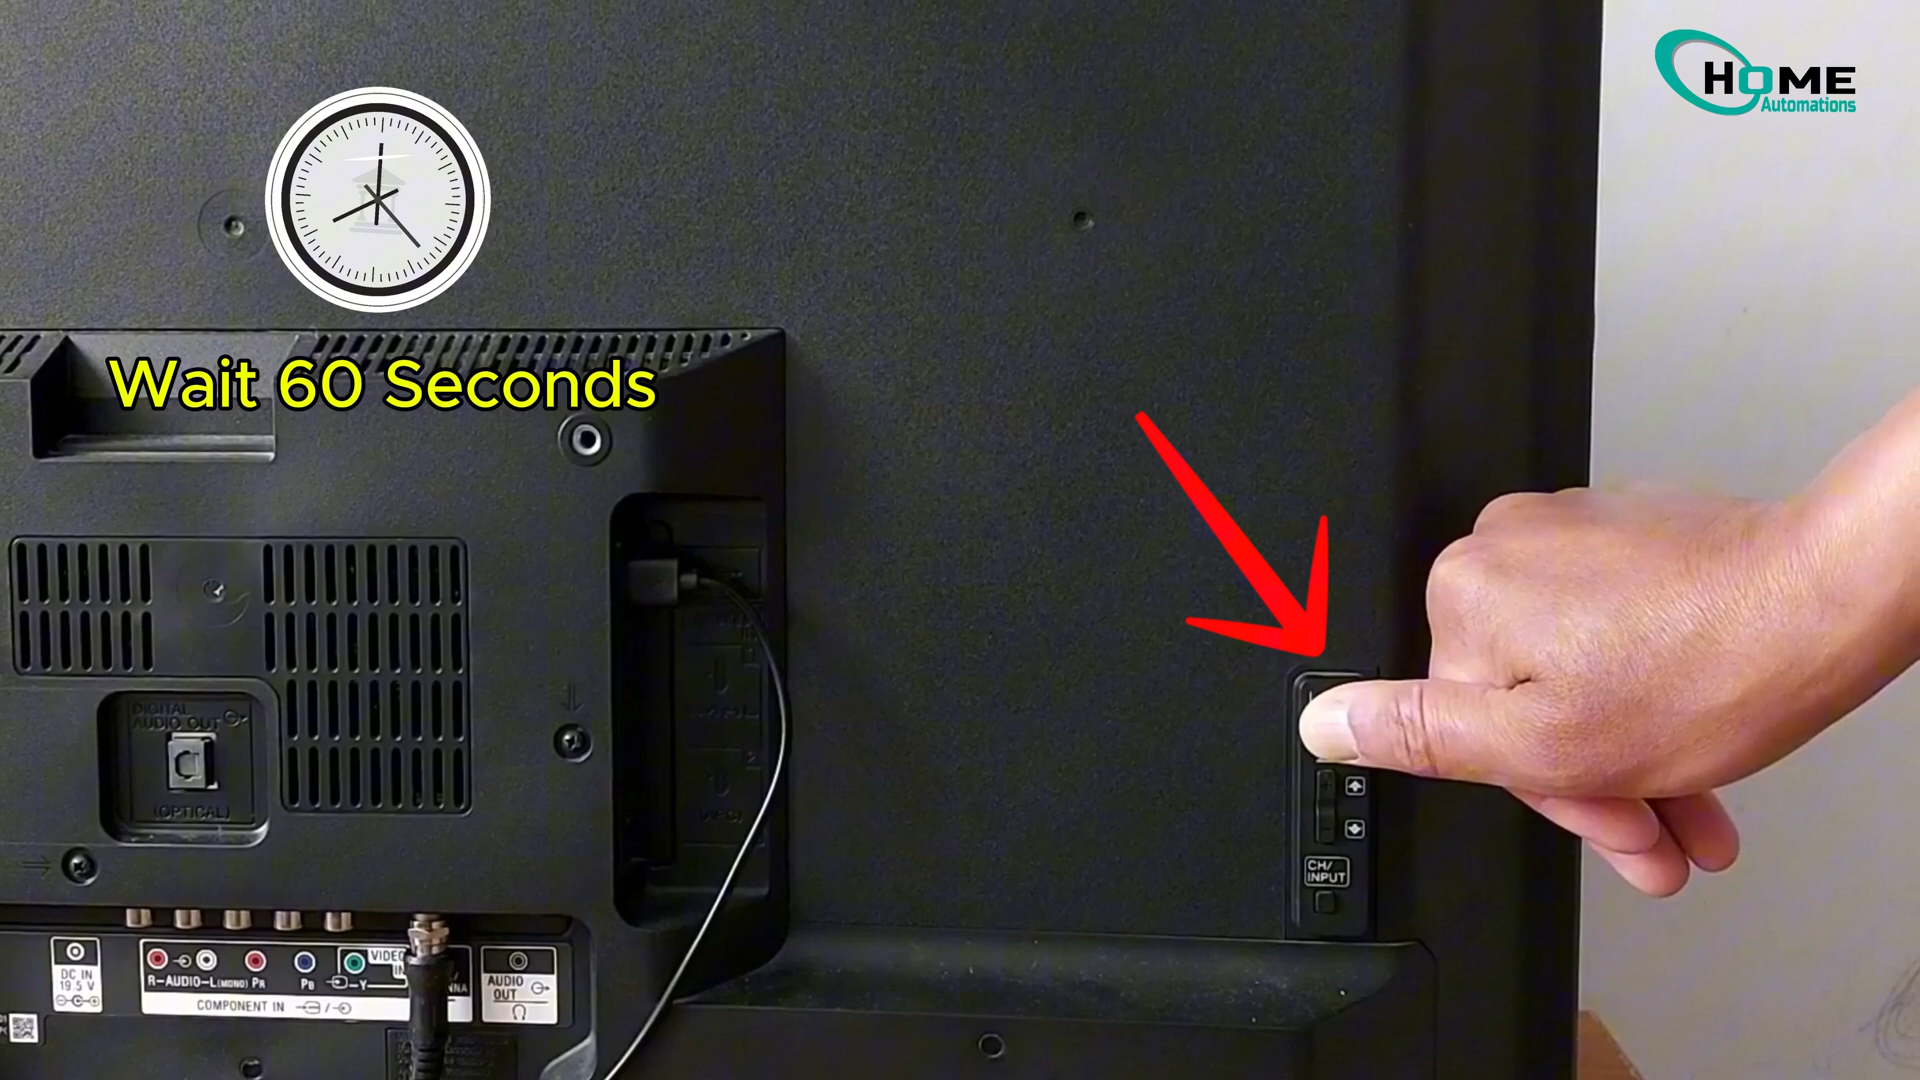 HOME
Automations
Wait 60 Seconds
DIGITAL
AUDIO OUT
(OPTICAL)
CH/
INPUT
DC IN
19.5 V
R-AUDIO-L(MONO) PR PB Y
VIDEO
IN
COMPONENT IN
AUDIO
OUT